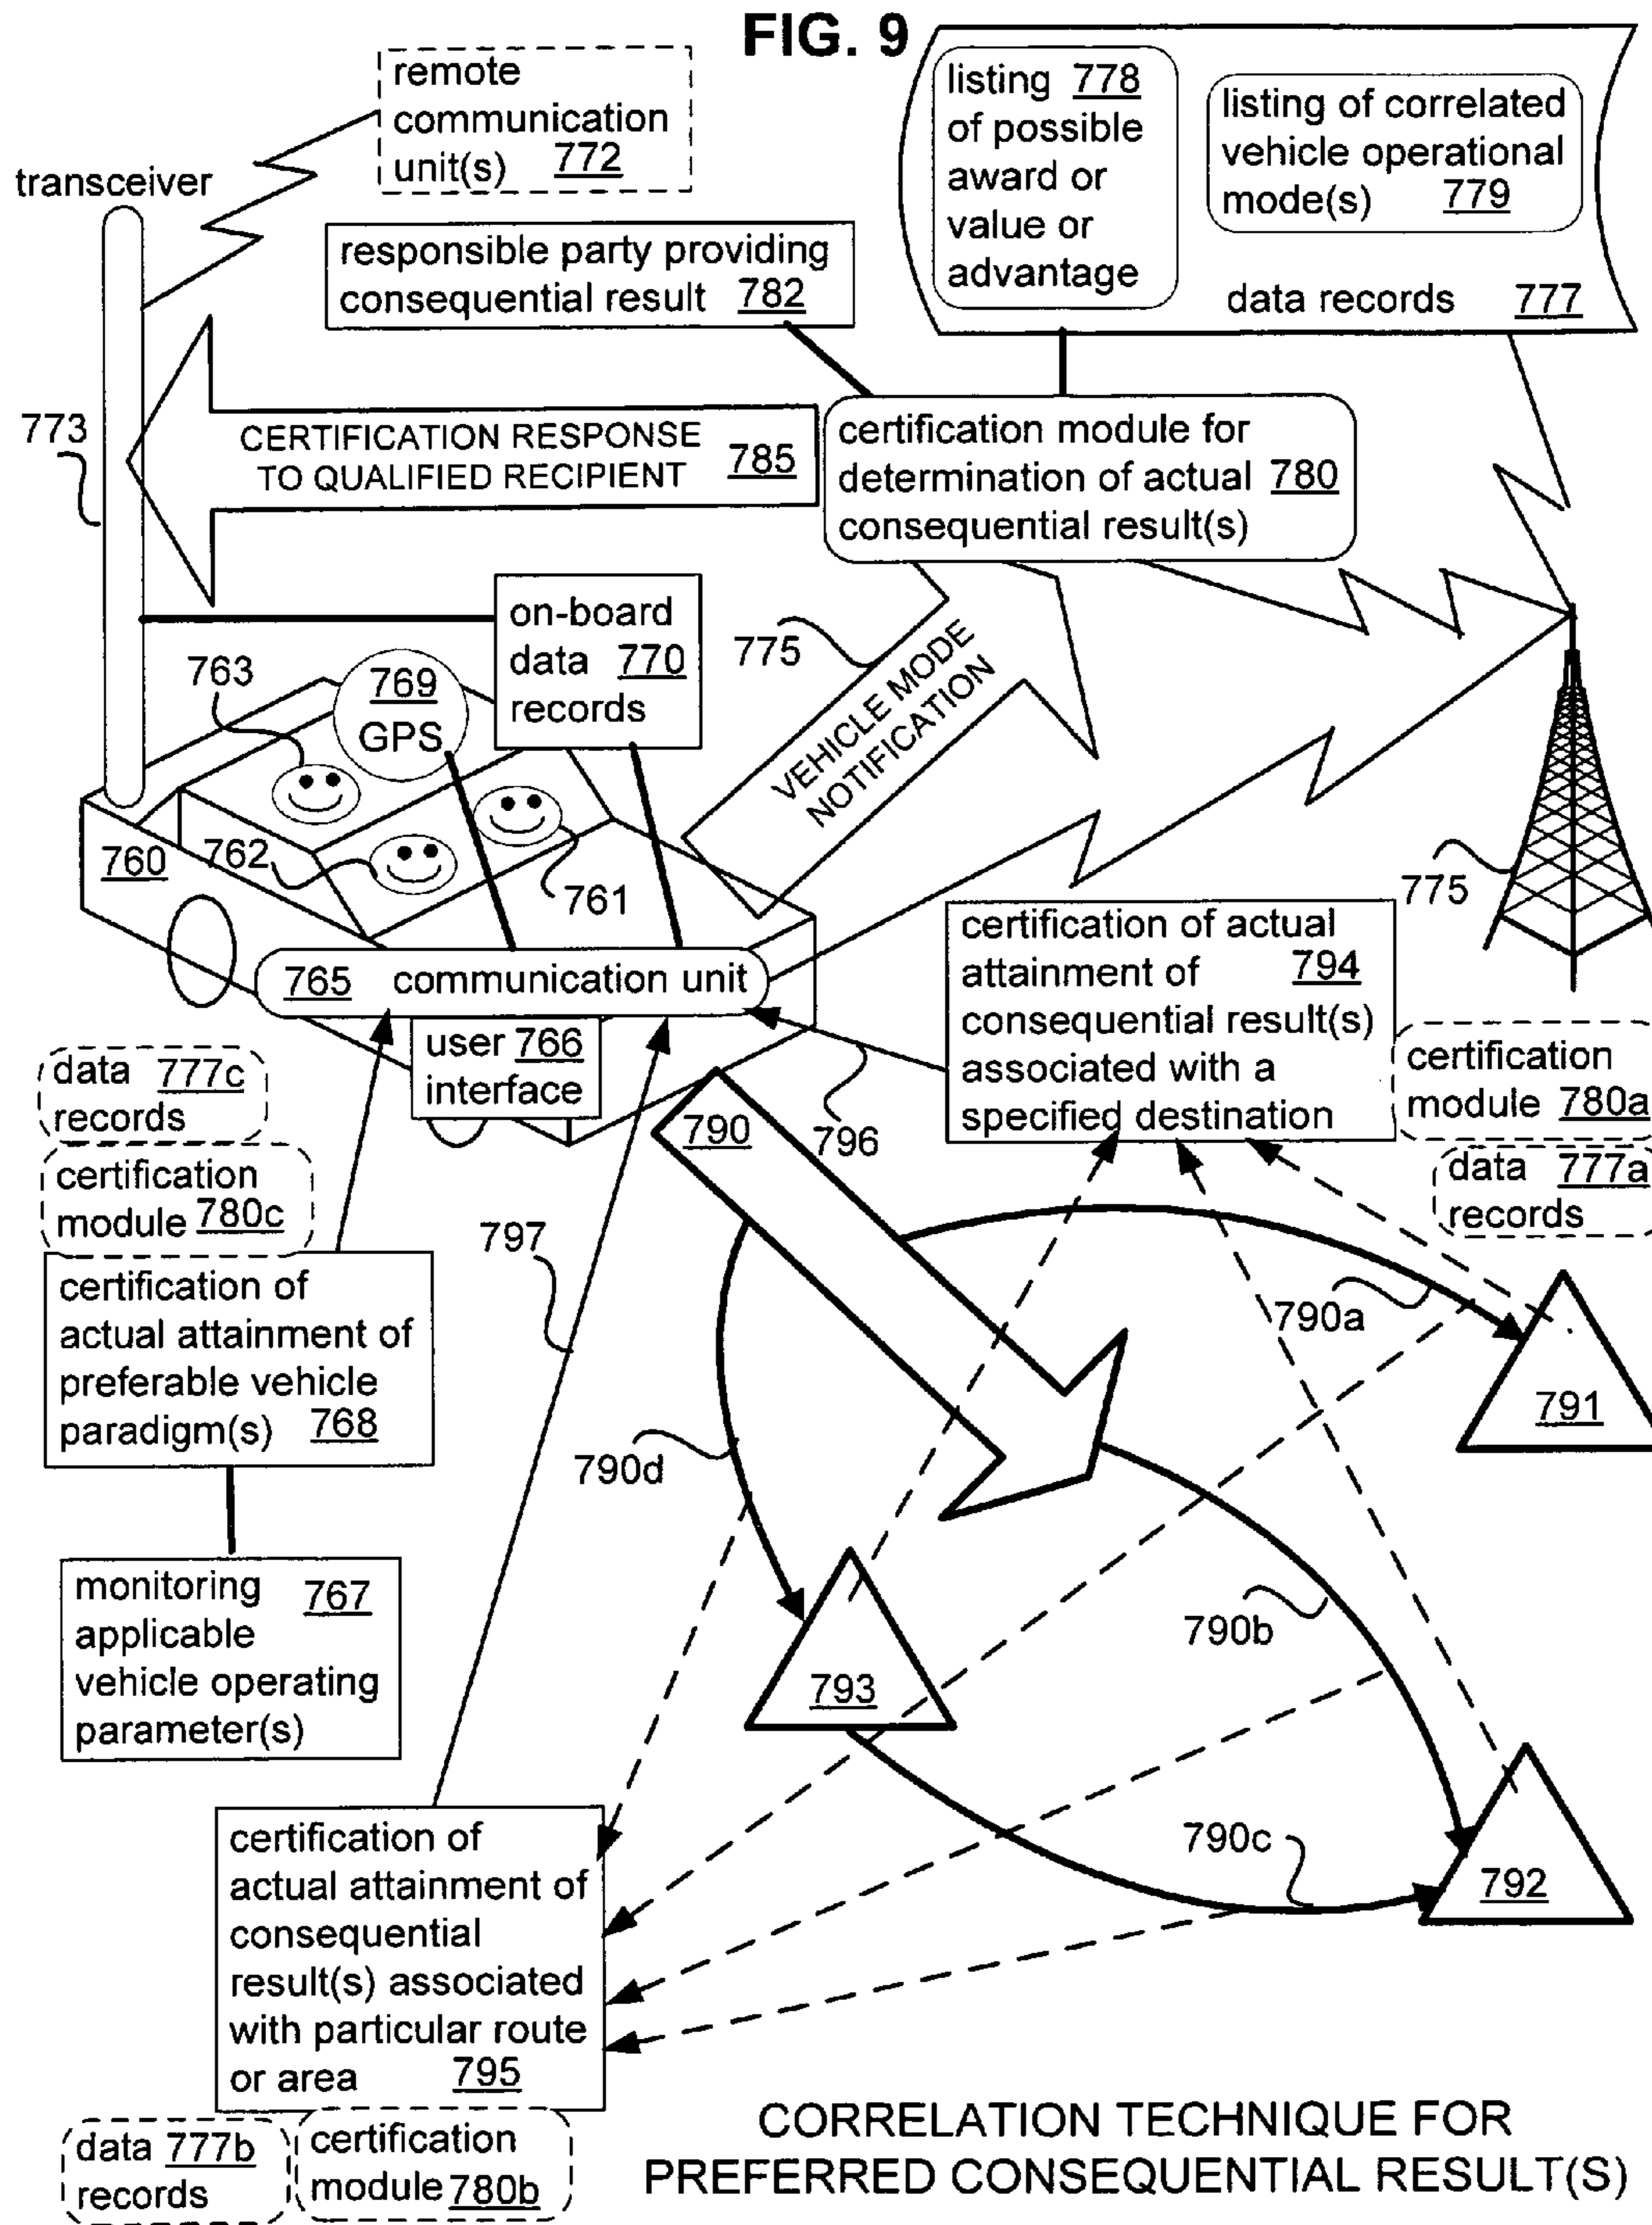 FIG. 9
remote
communication
unit(s) 772
transceiver
listing 778
of possible
award or
value or
advantage
listing of correlated
vehicle operational
mode(s) 779
data records 777
responsible party providing
consequential result 782
773
CERTIFICATION RESPONSE
TO QUALIFIED RECIPIENT 785
certification module for
determination of actual 780
consequential result(s)
on-board
data 770
records
775
VEHICLE MODE
NOTIFICATION
763
769
GPS
760
762
761
775
765 communication unit
user 766
interface
certification of actual
attainment of 794
consequential result(s)
associated with a
specified destination
796
certification
module 780a
data 777a
records
data 777c
records
certification
module 780c
790
797
certification of
actual attainment of
preferable vehicle
paradigm(s) 768
790a
791
790d
monitoring 767
applicable
vehicle operating
parameter(s)
790b
793
790c
792
certification of
actual attainment of
consequential
result(s) associated
with particular route
or area 795
data 777b
records
certification
module 780b
CORRELATION TECHNIQUE FOR
PREFERRED CONSEQUENTIAL RESULT(S)